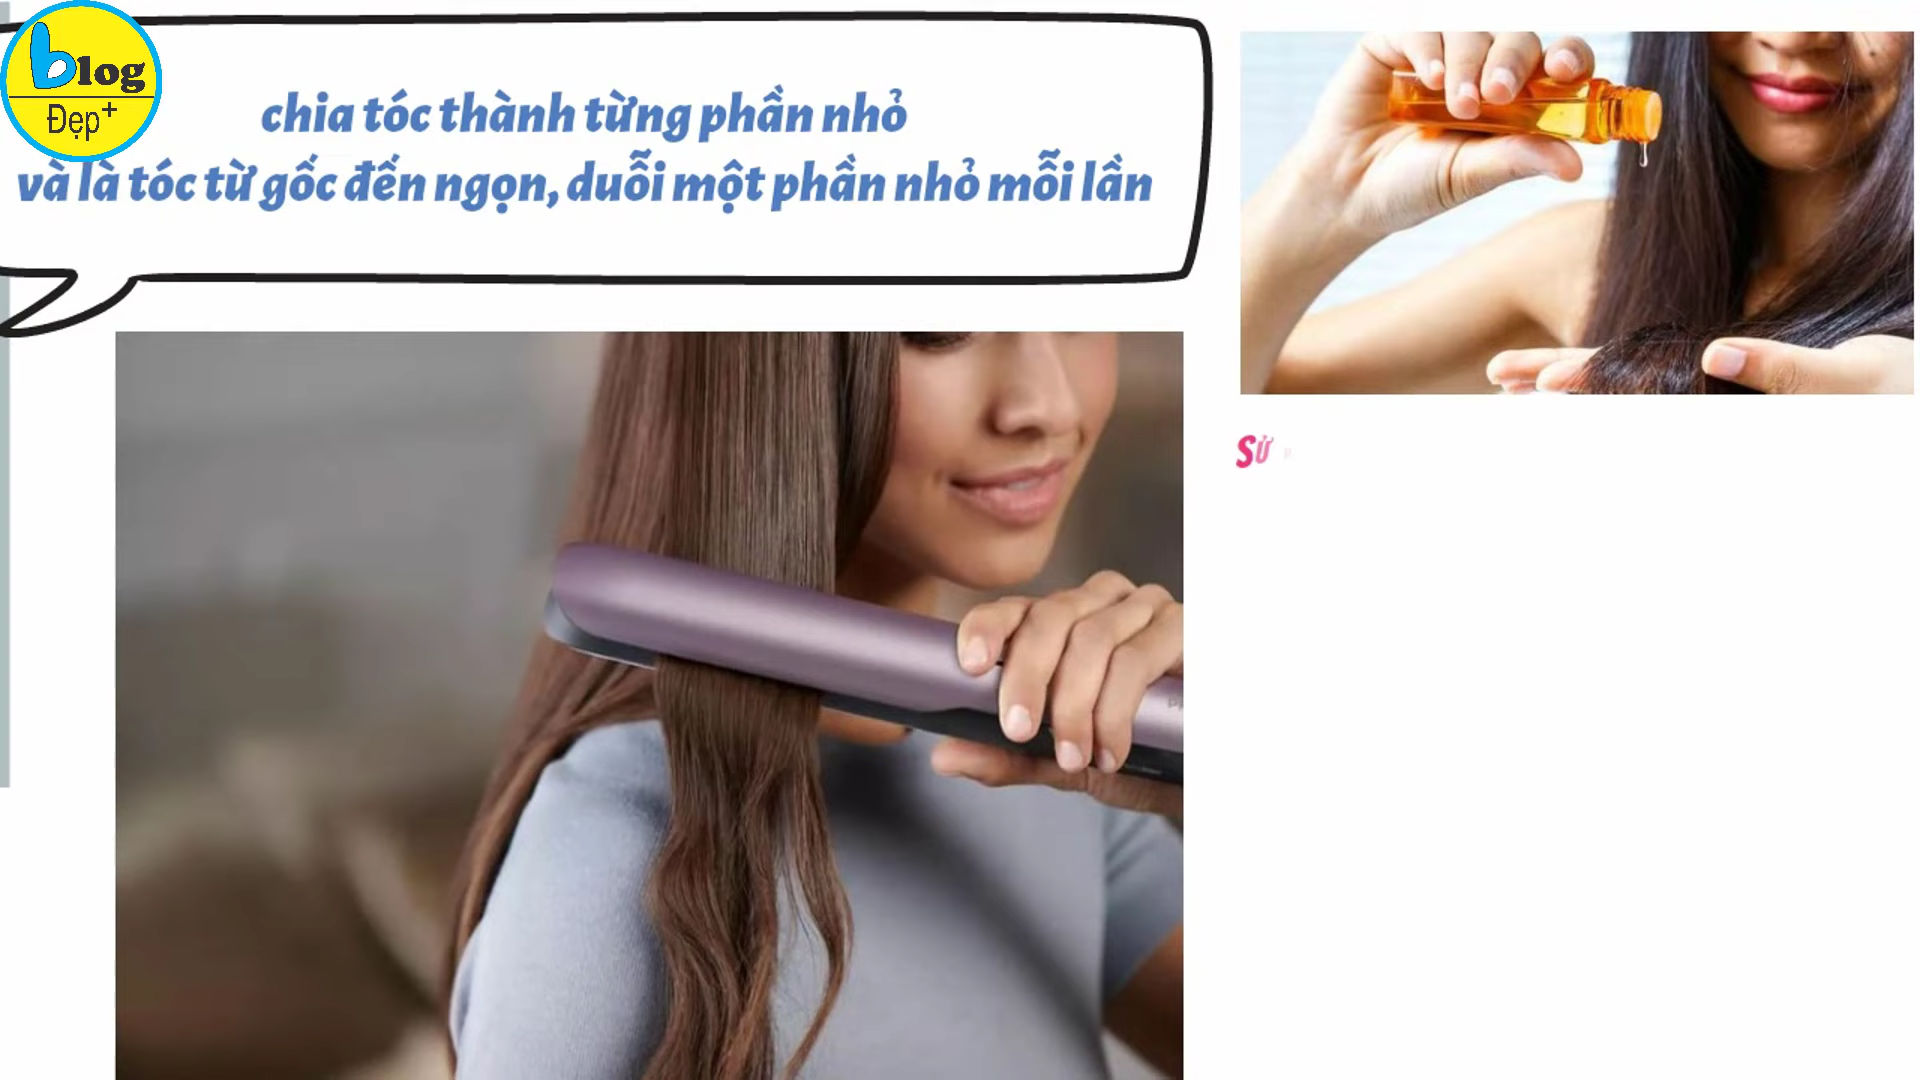 blog
Đẹp+
chia tóc thành từng phần nhỏ
và là tóc từ gốc đến ngọn, duỗi một phần nhỏ mỗi lần
Sử